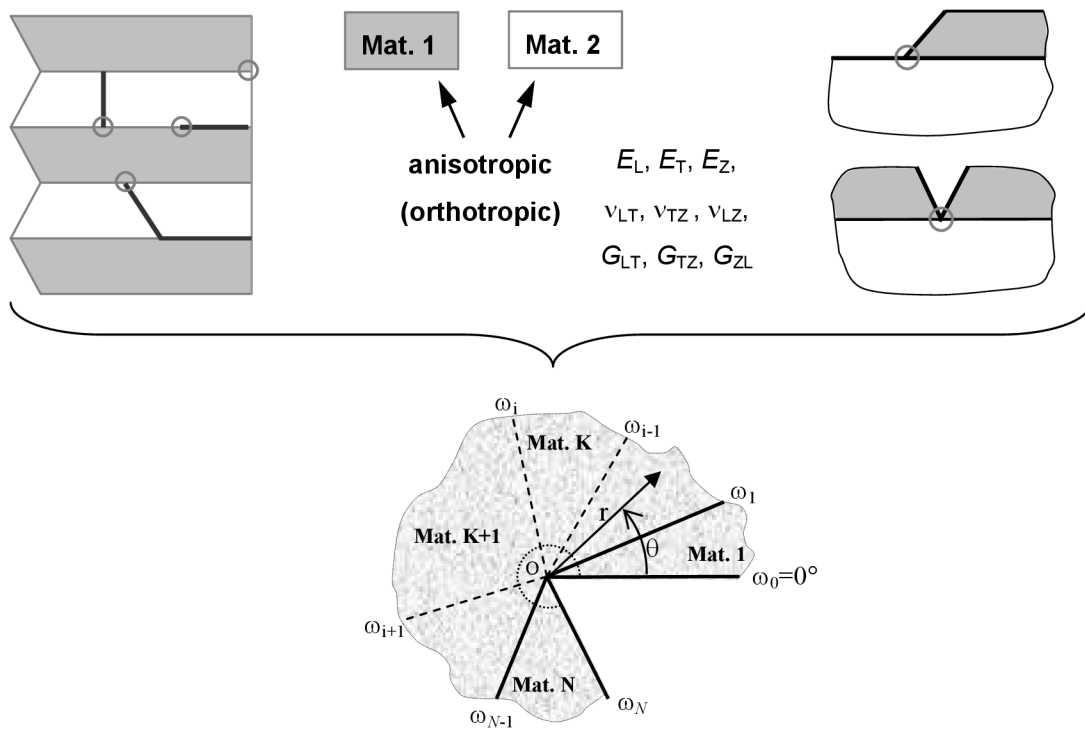 Mat. 1
Mat. 2
anisotropic
(orthotropic)
E_L, E_T, E_Z,
ν_LT, ν_TZ , ν_LZ,
G_LT, G_TZ, G_ZL
ω_i
ω_i-1
Mat. K
ω_1
r
Mat. K+1
θ
Mat. 1
O
ω_0=0°
ω_i+1
Mat. N
ω_N-1
ω_N